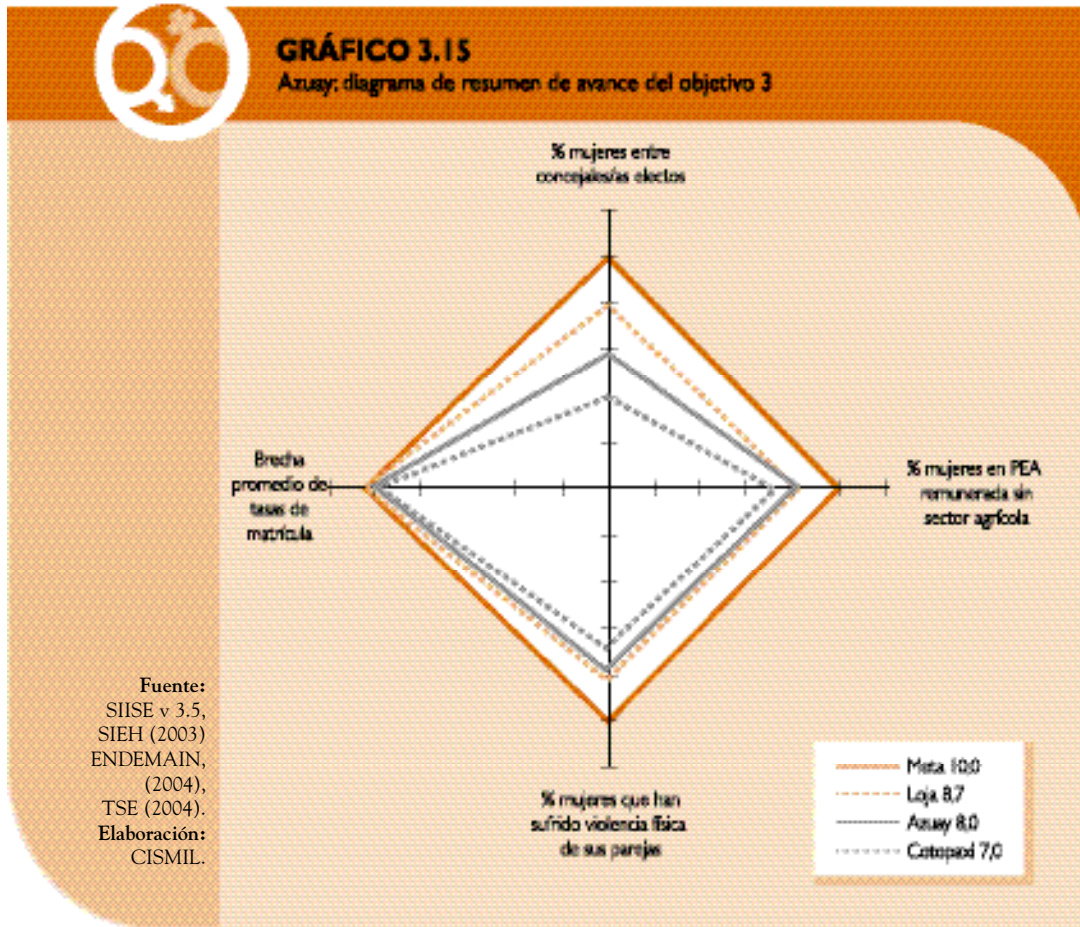 GRÁFICO 3.15
Azuay: diagrama de resumen de avance del objetivo 3
% mujeres entre
concejales/as electos
% mujeres en PEA
remunerada sin
sector agrícola
Brecha
promedio de
tasas de
matrícula
% mujeres que han
sufrido violencia física
de sus parejas
Meta 10,0
Loja 8,7
Azuay 8,0
Cotopaxi 7,0
Fuente:
SIISE v 3.5,
SIEH (2003)
ENDEMAIN,
(2004),
TSE (2004).
Elaboración:
CISMIL.